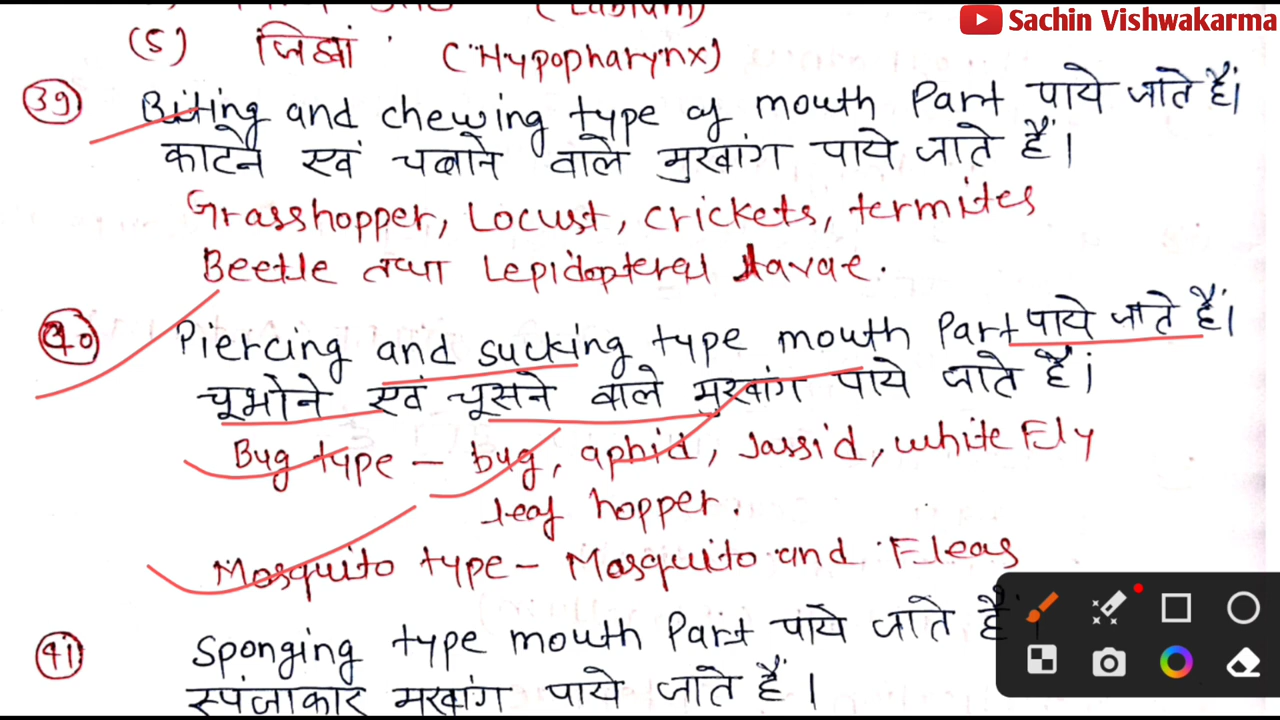 (Labium)
Sachin Vishwakarma
(5) जिह्वा (Hypopharynx)
39 Biting and chewing type of mouth Part पाये जाते हैं।
काटने एवं चबाने वाले मुखांग पाये जाते हैं।
Grasshopper, Locust, crickets, termites
Beetle तथा Lepidopteral Lavae.
40 Piercing and sucking type mouth Part पाये जाते हैं।
चूभोने एवं चूसने वाले मुखांग पाये जाते हैं।
Bug type – bug, aphid, Jassid, white Fly
leaf hopper.
Mosquito type – Mosquito and Fleas
41 Sponging type mouth Part पाये जाते हैं।
स्पंजाकार मुखांग पाये जाते हैं।